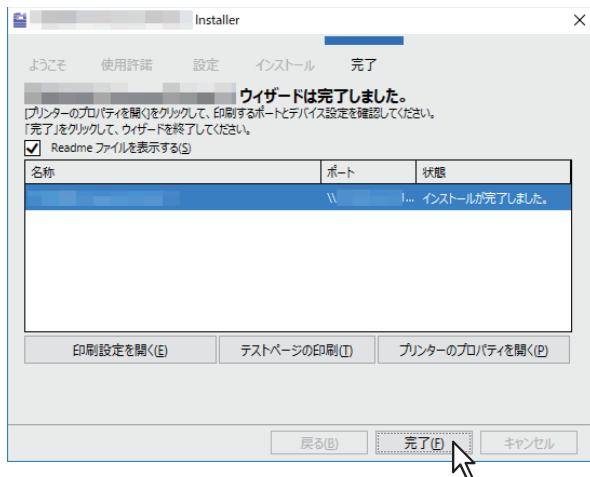 Installer
ようこそ 使用許諾 設定 インストール 完了
ウィザードは完了しました。
[プリンターのプロパティを開く]をクリックして、印刷するポートとデバイス設定を確認してください。
「完了」をクリックして、ウィザードを終了してください。
Readme ファイルを表示する(S)
名称 ポート 状態
\\ ... インストールが完了しました。
印刷設定を開く(E) テストページの印刷(T) プリンターのプロパティを開く(P)
戻る(B) 完了(F) キャンセル